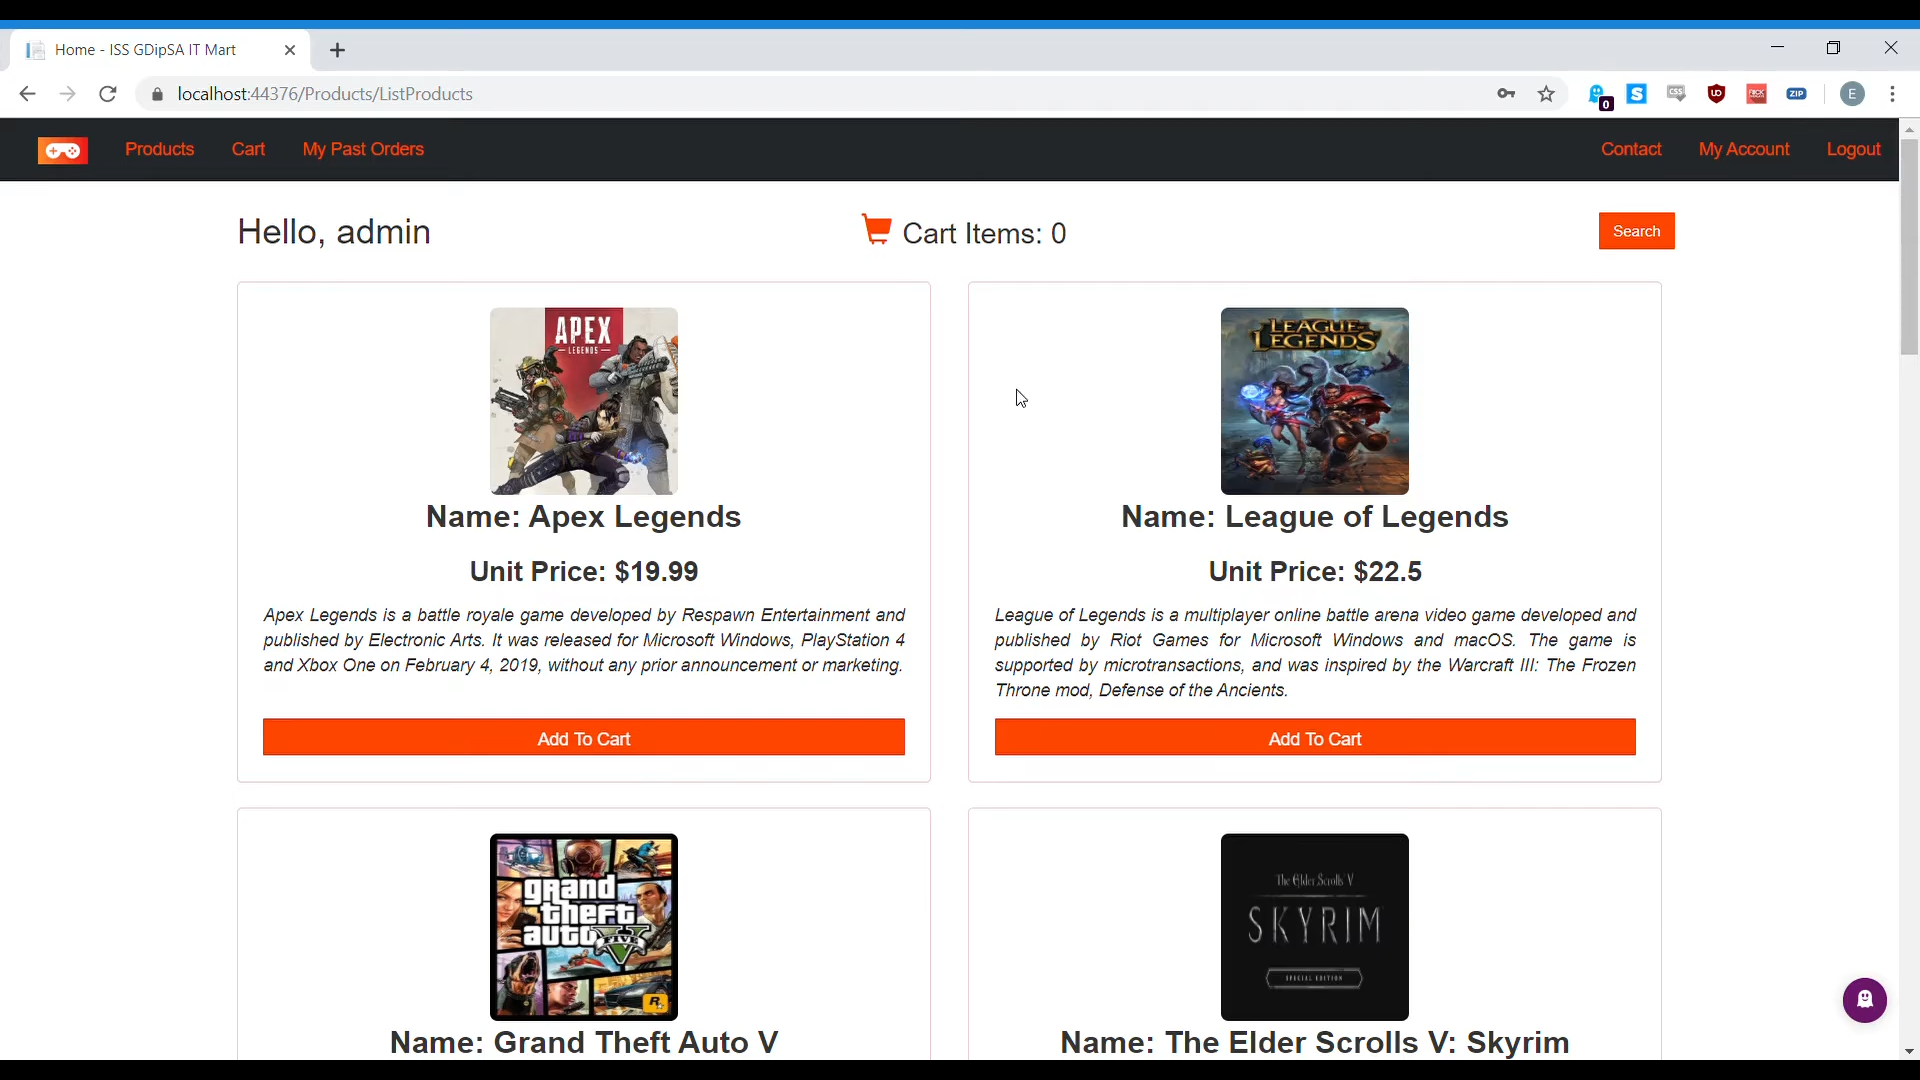 Home - ISS GDipSA IT Mart
localhost:44376/Products/ListProducts
0
S
CSS
ZIP
E
Products Cart My Past Orders Contact My Account Logout
Hello, admin
Cart Items: 0
Search
APEX
LEGENDS
LEAGUE OF
LEGENDS
Name: Apex Legends
Name: League of Legends
Unit Price: $19.99
Unit Price: $22.5
Apex Legends is a battle royale game developed by Respawn Entertainment and
published by Electronic Arts. It was released for Microsoft Windows, PlayStation 4
and Xbox One on February 4, 2019, without any prior announcement or marketing.
League of Legends is a multiplayer online battle arena video game developed and
published by Riot Games for Microsoft Windows and macOS. The game is
supported by microtransactions, and was inspired by the Warcraft III: The Frozen
Throne mod, Defense of the Ancients.
Add To Cart
Add To Cart
grand
theft
auto
FIVE
R
The Elder Scrolls V
SKYRIM
SPECIAL EDITION
Name: Grand Theft Auto V
Name: The Elder Scrolls V: Skyrim